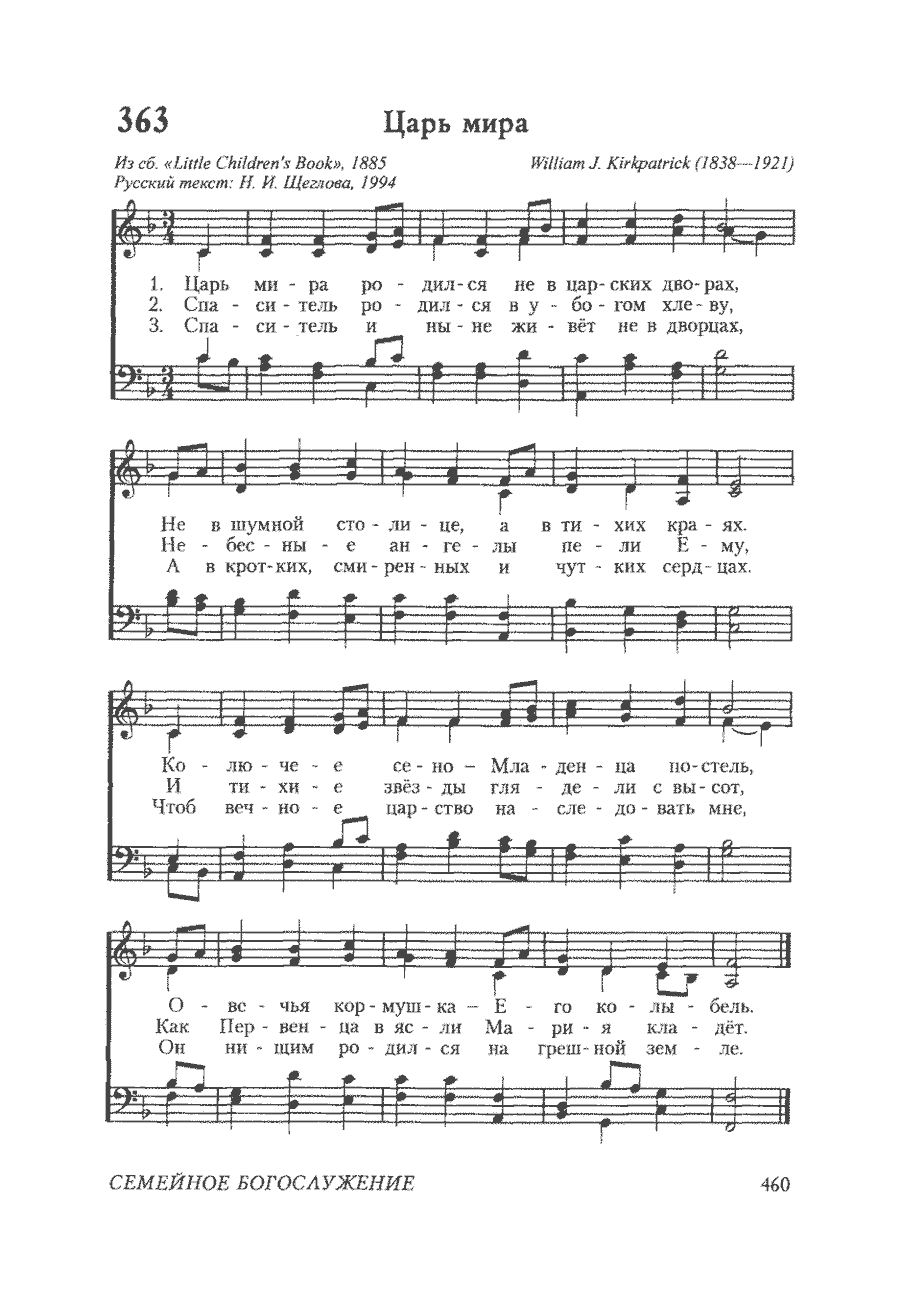 363 Царь мира
Из сб. «Little Children's Book», 1885 William J. Kirkpatrick (1838—1921)
Русский текст: Н. И. Щеглова, 1994
1. Царь ми - ра ро - дил-ся не в цар-ских дво-рах,
2. Спа - си - тель ро - дил - ся в у - бо - гом хле-ву,
3. Спа - си - тель и ны - не жи - вёт не в дворцах,
Не в шумной сто - ли - це, а в ти - хих кра - ях.
Не - бес - ны - е ан - ге - лы пе - ли Е - му,
А в крот-ких, сми-рен-ных и чут - ких серд-цах.
Ко - лю - че - е се - но – Мла - ден - ца по-стель,
И ти - хи - е звёз - ды гля - де - ли с вы-сот,
Чтоб веч - но - е цар-ство на - сле - до - вать мне,
О - ве - чья кор-муш-ка – Е - го ко - лы - бель.
Как Пер - вен - ца в яс - ли Ма - ри - я кла - дёт.
Он ни - щим ро - дил - ся на греш-ной зем - ле.
СЕМЕЙНОЕ БОГОСЛУЖЕНИЕ 460